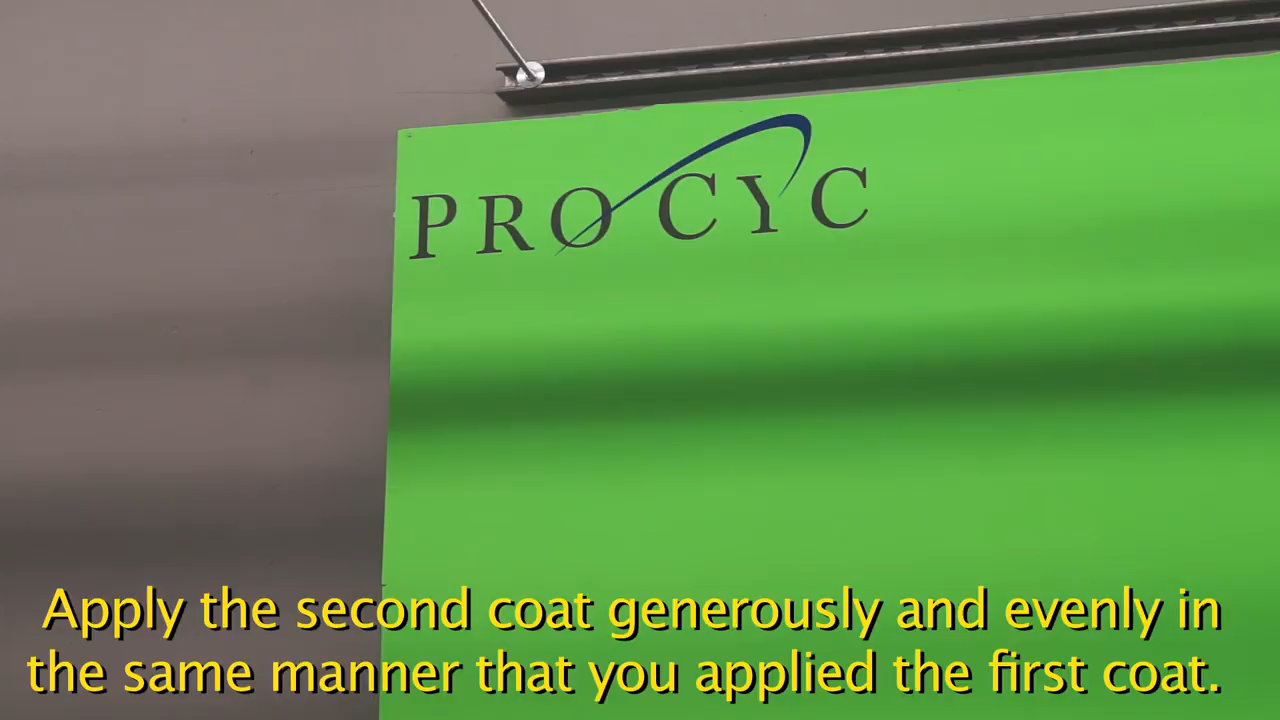 PRO CYC
Apply the second coat generously and evenly in
the same manner that you applied the first coat.